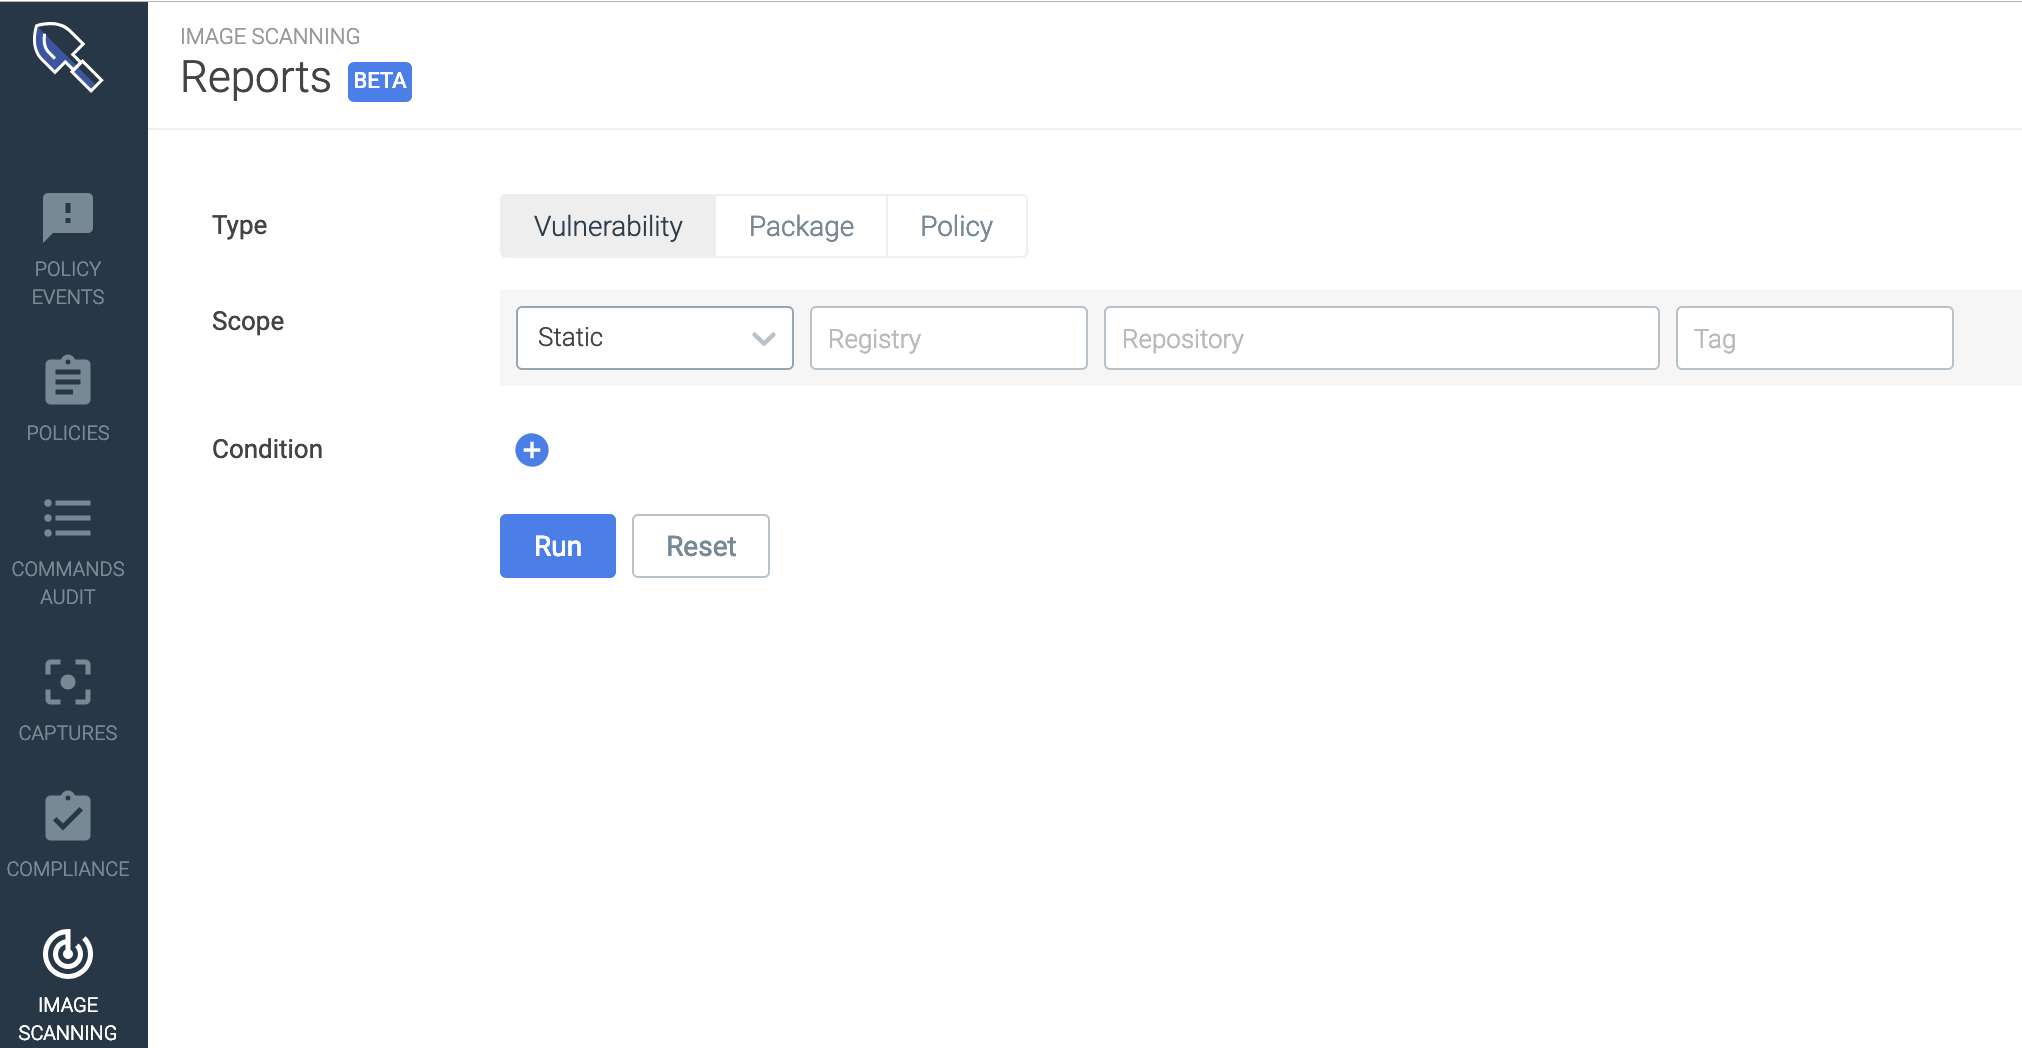 IMAGE SCANNING
Reports BETA
POLICY
EVENTS
POLICIES
COMMANDS
AUDIT
CAPTURES
COMPLIANCE
IMAGE
SCANNING
Type Vulnerability Package Policy
Scope Static Registry Repository Tag
Condition
Run Reset